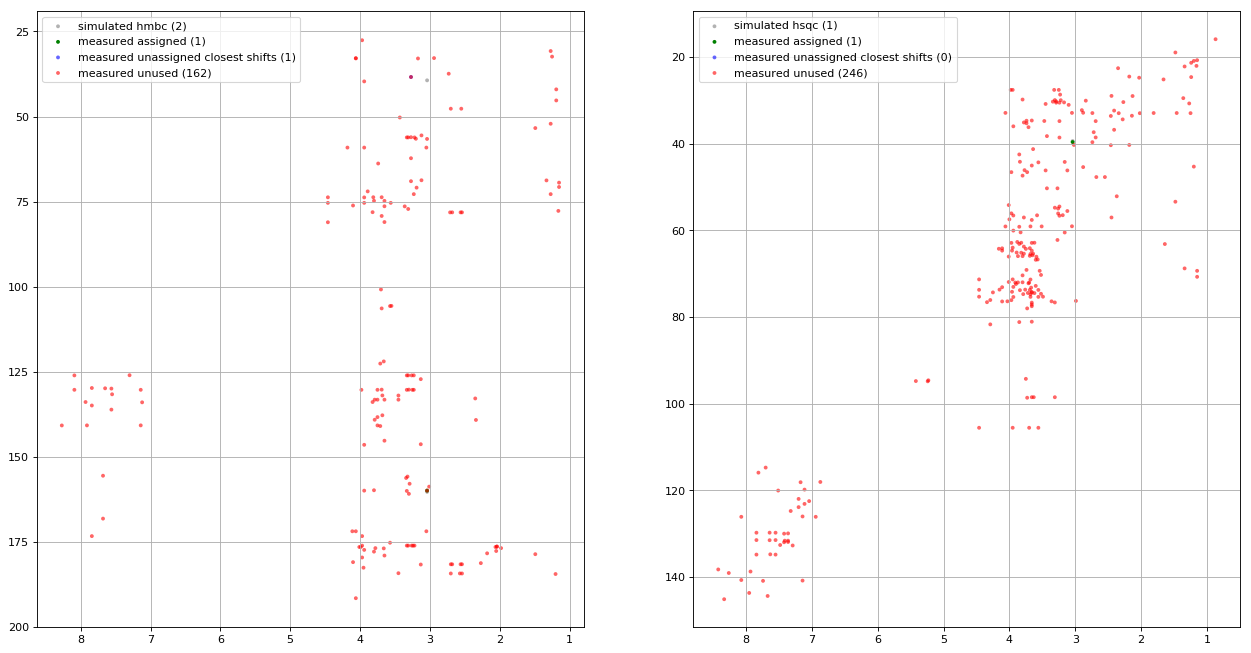 simulated hmbc (2)
measured assigned (1)
measured unassigned closest shifts (1)
measured unused (162)
25
50
75
100
125
150
175
200
8 7 6 5 4 3 2 1
simulated hsqc (1)
measured assigned (1)
measured unassigned closest shifts (0)
measured unused (246)
20
40
60
80
100
120
140
8 7 6 5 4 3 2 1